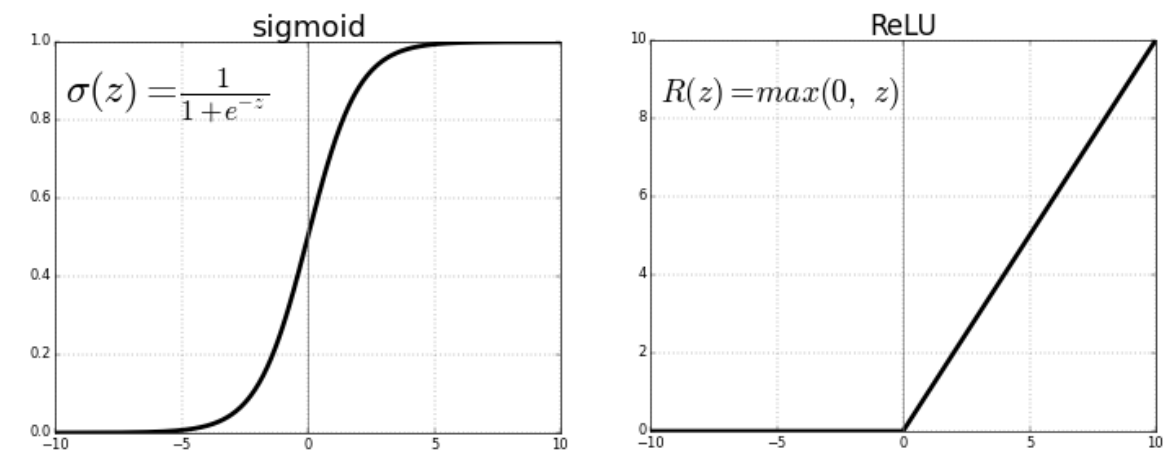 sigmoid
σ(z) = 1/(1+e^{-z})
1.0
0.8
0.6
0.4
0.2
0.0
−10 −5 0 5 10
ReLU
R(z) = max(0, z)
10
8
6
4
2
0
−10 −5 0 5 10